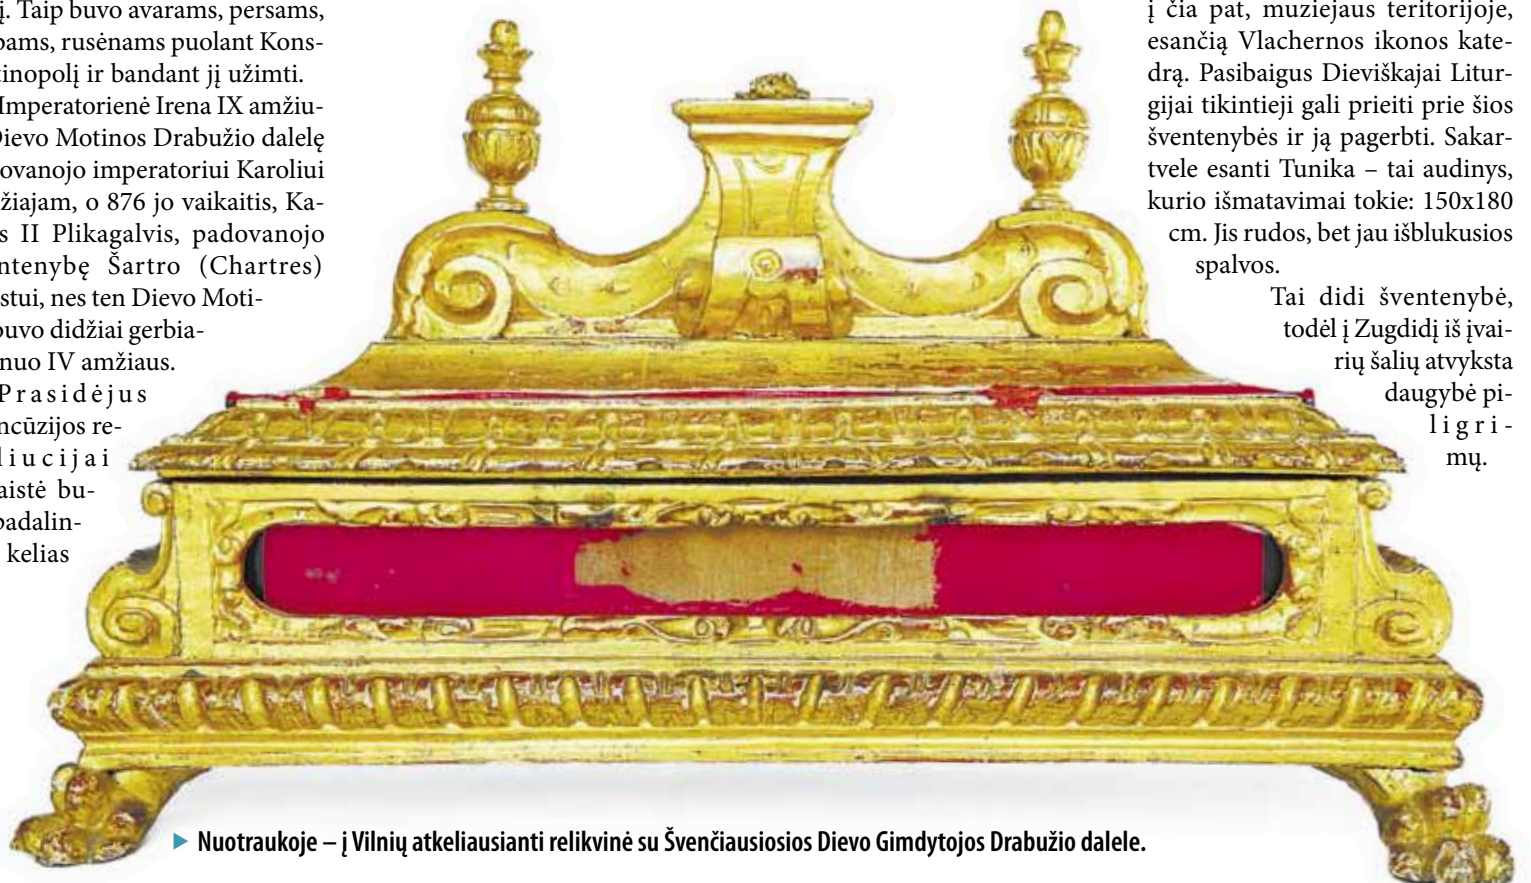 į. Taip buvo avarams, persams,
bams, rusėnams puolant Kons-
tinopolį ir bandant jį užimti.
Imperatorienė Irena IX amžiu-
Dievo Motinos Drabužio dalelę
ovanojo imperatoriui Karoliui
žiajam, o 876 jo vaikaitis, Ka-
s II Plikagalvis, padovanojo
ntenybę Šartro (Chartres)
stui, nes ten Dievo Moti-
buvo didžiai gerbia-
nuo IV amžiaus.
Prasidėjus
ncūzijos re-
liucijai
aistė bu-
padalin-
kelias
į čia pat, muziejaus teritorijoje,
esančią Vlachernos ikonos kate-
drą. Pasibaigus Dieviškajai Litur-
gijai tikintieji gali prieiti prie šios
šventenybės ir ją pagerbti. Sakar-
tvele esanti Tunika – tai audinys,
kurio išmatavimai tokie: 150x180
cm. Jis rudos, bet jau išblukusios
spalvos.
Tai didi šventenybė,
todėl į Zugdidį iš įvai-
rių šalių atvyksta
daugybė pi-
ligri-
mų.
Nuotraukoje – į Vilnių atkeliausianti relikvinė su Švenčiausiosios Dievo Gimdytojos Drabužio dalele.